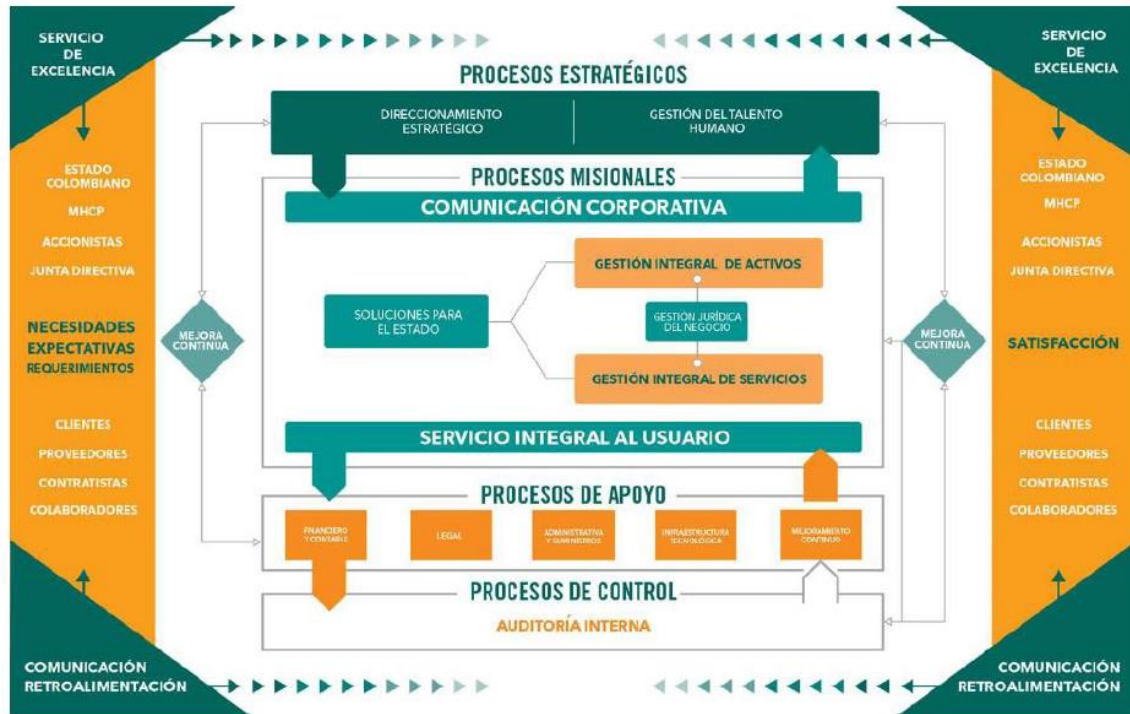 SERVICIO
DE
EXCELENCIA
SERVICIO
DE
EXCELENCIA
PROCESOS ESTRATÉGICOS
DIRECCIONAMIENTO
ESTRATÉGICO
GESTIÓN DEL TALENTO
HUMANO
ESTADO
COLOMBIANO
MHCP
ACCIONISTAS
JUNTA DIRECTIVA
NECESIDADES
EXPECTATIVAS
REQUERIMIENTOS
CLIENTES
PROVEEDORES
CONTRATISTAS
COLABORADORES
MEJORA
CONTINUA
PROCESOS MISIONALES
COMUNICACIÓN CORPORATIVA
GESTIÓN INTEGRAL DE ACTIVOS
SOLUCIONES PARA
EL ESTADO
GESTIÓN JURÍDICA
DEL NEGOCIO
GESTIÓN INTEGRAL DE SERVICIOS
SERVICIO INTEGRAL AL USUARIO
PROCESOS DE APOYO
FINANCIERO
Y CONTABLE
LEGAL
ADMINISTRATIVA
Y SUMINISTROS
INFRAESTRUCTURA
TECNOLÓGICA
MEJORAMIENTO
CONTINUO
PROCESOS DE CONTROL
AUDITORÍA INTERNA
MEJORA
CONTINUA
ESTADO
COLOMBIANO
MHCP
ACCIONISTAS
JUNTA DIRECTIVA
SATISFACCIÓN
CLIENTES
PROVEEDORES
CONTRATISTAS
COLABORADORES
COMUNICACIÓN
RETROALIMENTACIÓN
COMUNICACIÓN
RETROALIMENTACIÓN